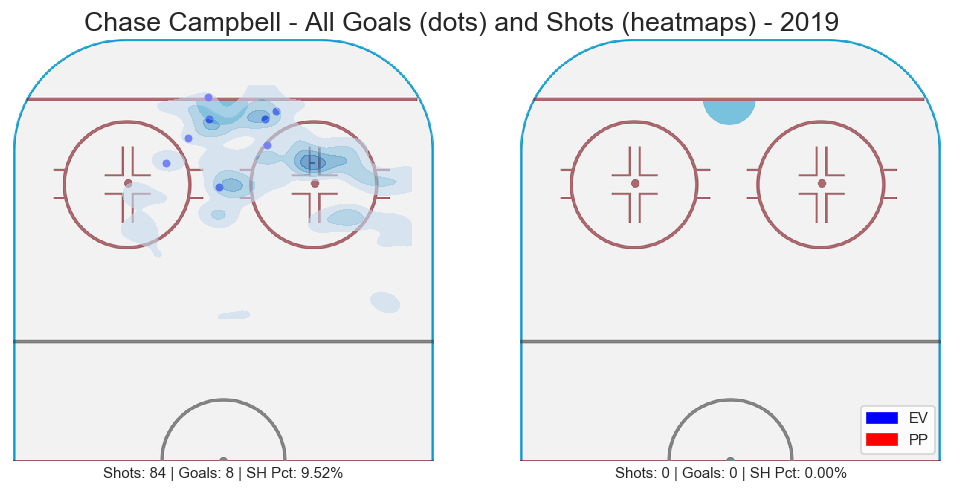 Chase Campbell - All Goals (dots) and Shots (heatmaps) - 2019
EV
PP
Shots: 84 | Goals: 8 | SH Pct: 9.52%
Shots: 0 | Goals: 0 | SH Pct: 0.00%